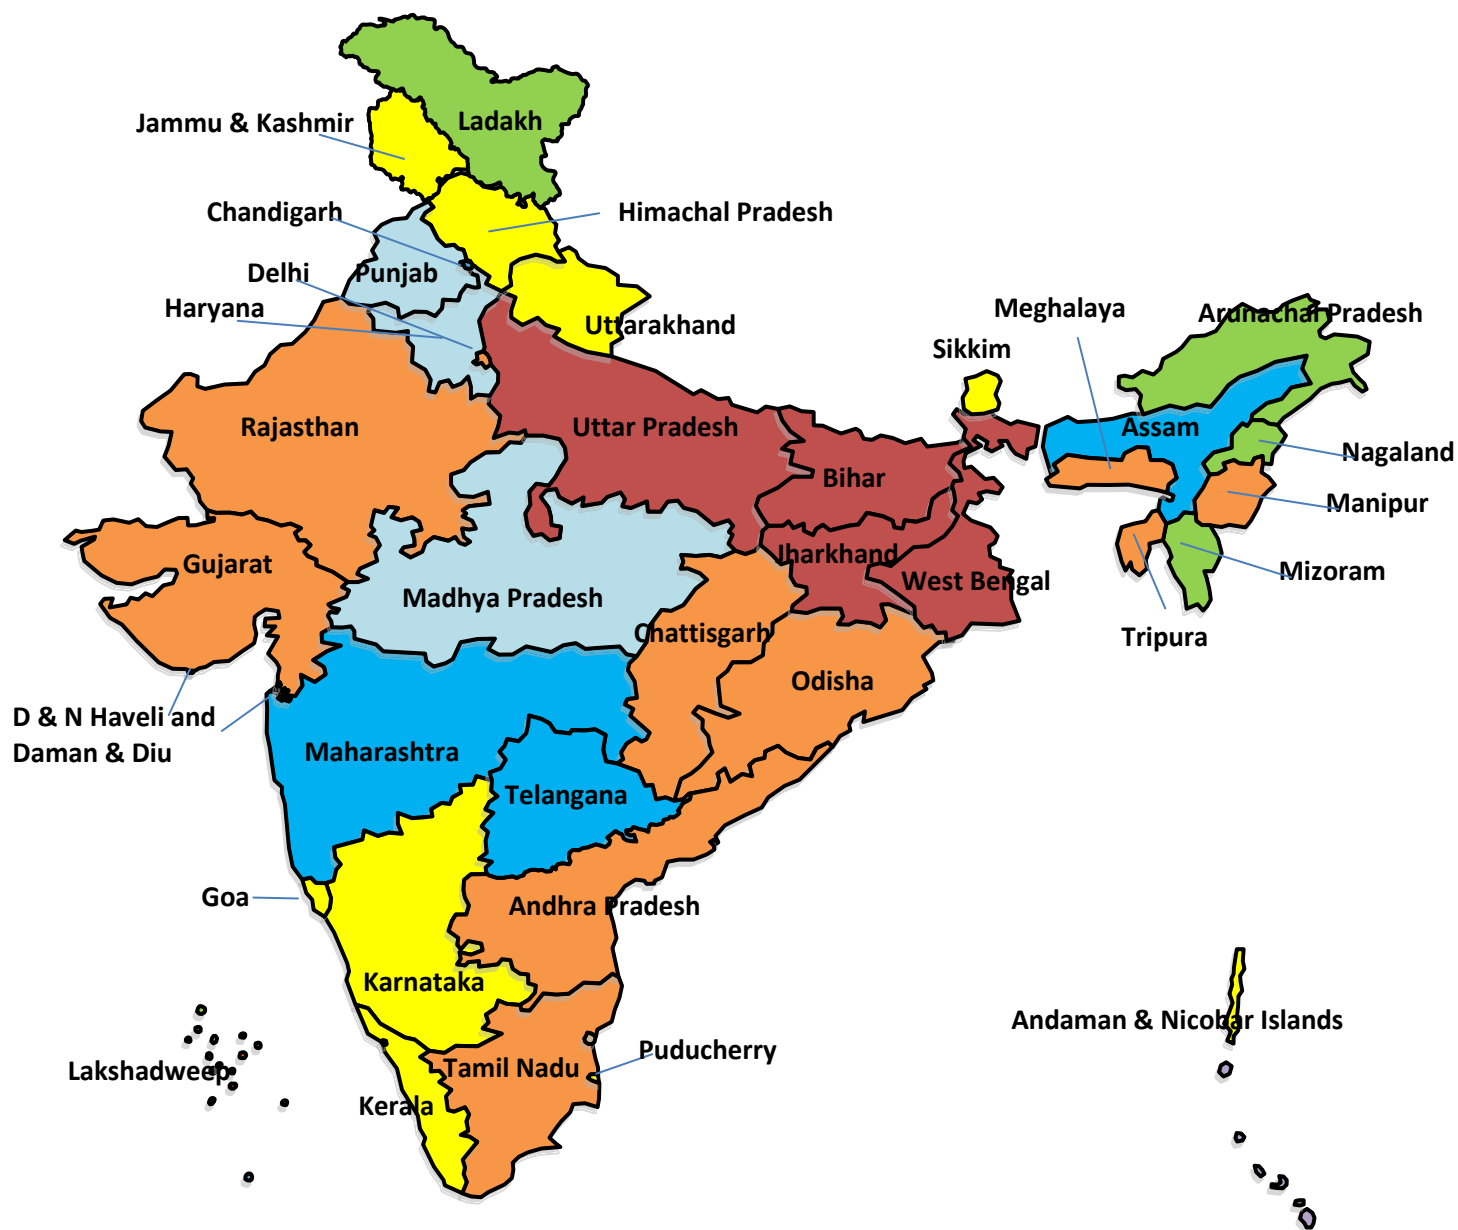 Ladakh
Jammu & Kashmir
Chandigarh
Himachal Pradesh
Delhi
Punjab
Haryana
Uttarakhand
Meghalaya
Arunachal Pradesh
Sikkim
Rajasthan
Uttar Pradesh
Assam
Nagaland
Bihar
Manipur
Gujarat
Jharkhand
West Bengal
Mizoram
Madhya Pradesh
Chattisgarh
Tripura
Odisha
D & N Haveli and
Daman & Diu
Maharashtra
Telangana
Goa
Andhra Pradesh
Karnataka
Andaman & Nicobar Islands
Lakshadweep
Tamil Nadu
Puducherry
Kerala